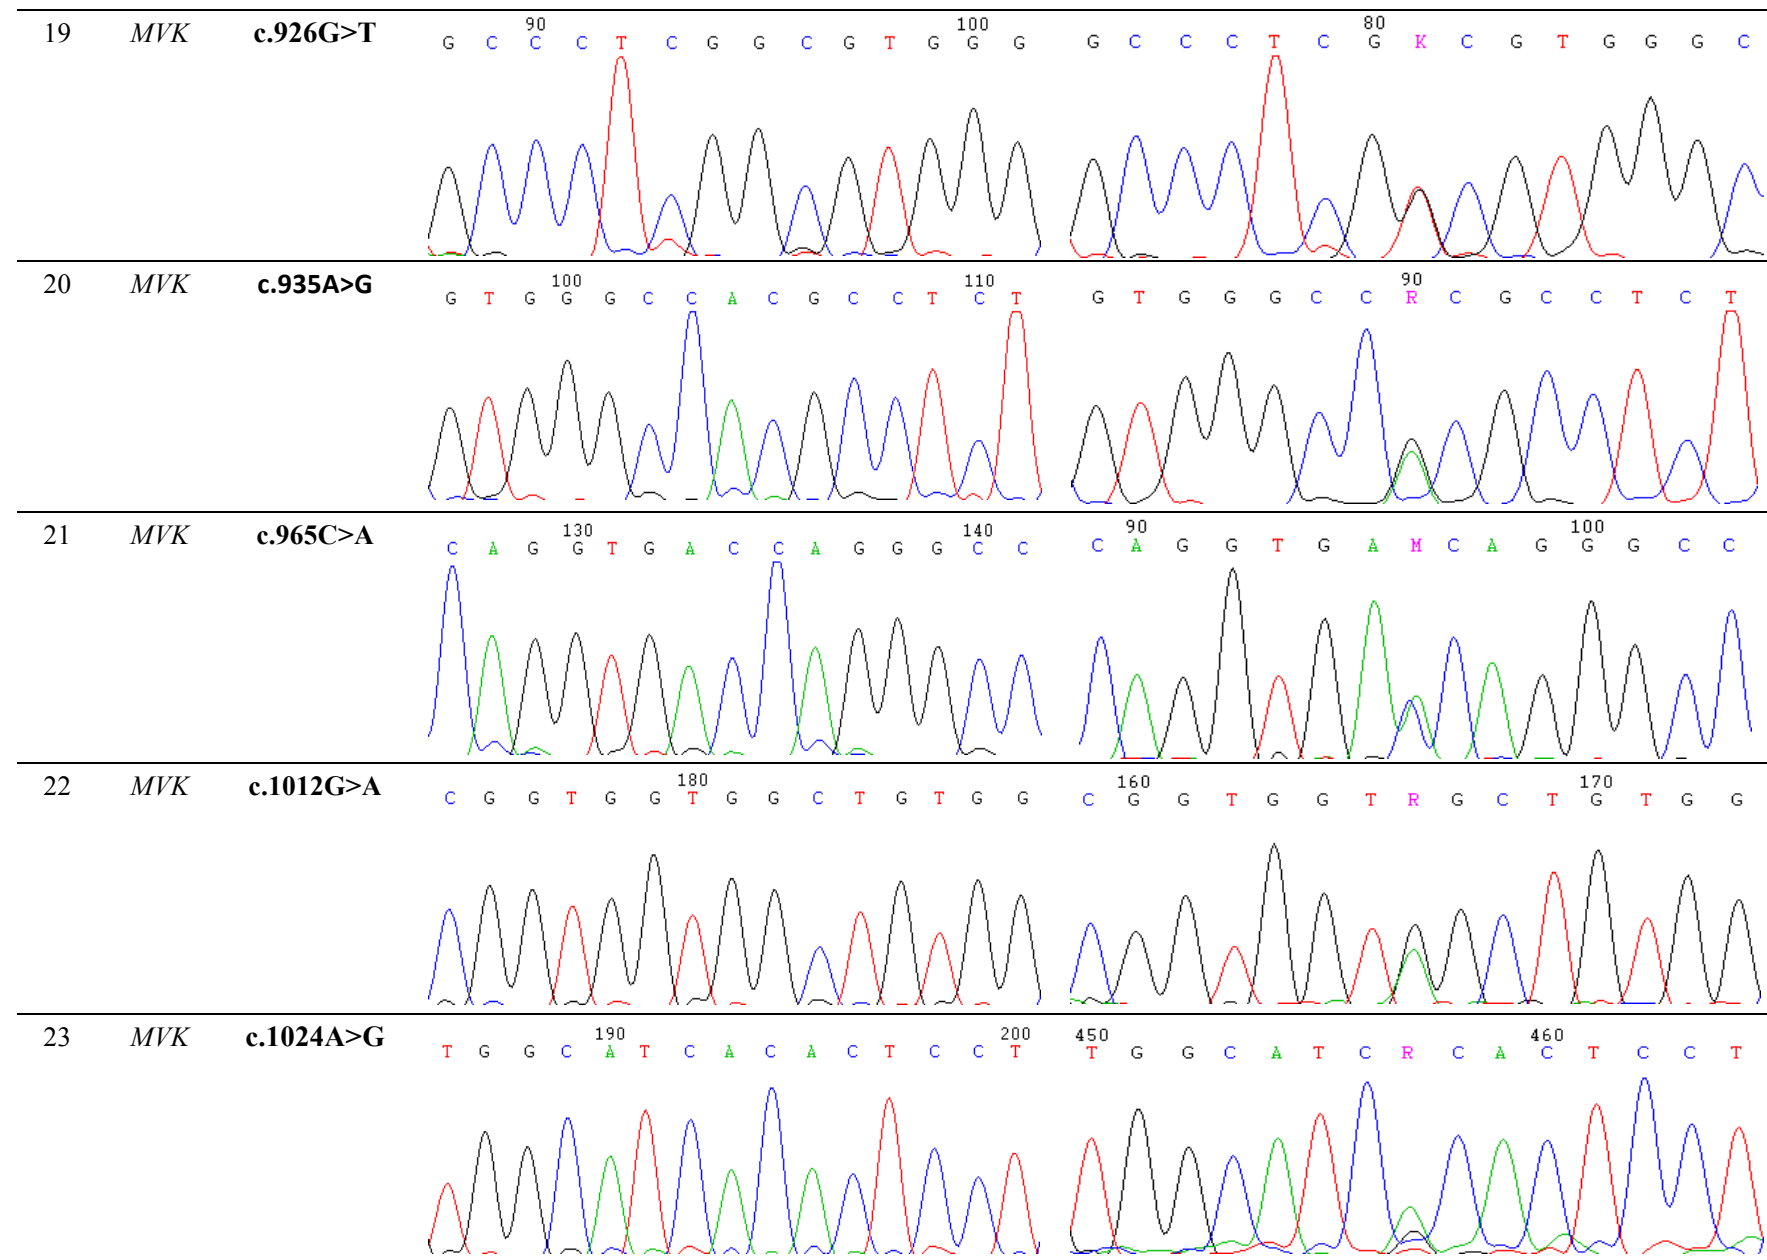 90 100 80
19 MVK c.926G>T G C C C T C G G C G T G G G G C C C T C G K C G T G G G C
100 110 90
20 MVK c.935A>G G T G G G C C A C G C C T C T G T G G G C C R C G C C T C T
130 140 90 100
21 MVK c.965C>A C A G G T G A C C A G G G C C C A G G T G A M C A G G G C C
180 160 170
22 MVK c.1012G>A C G G T G G T G G C T G T G G C G G T G G T R G C T G T G G
190 200 450 460
23 MVK c.1024A>G T G G C A T C A C A C T C C T T G G C A T C R C A C T C C T